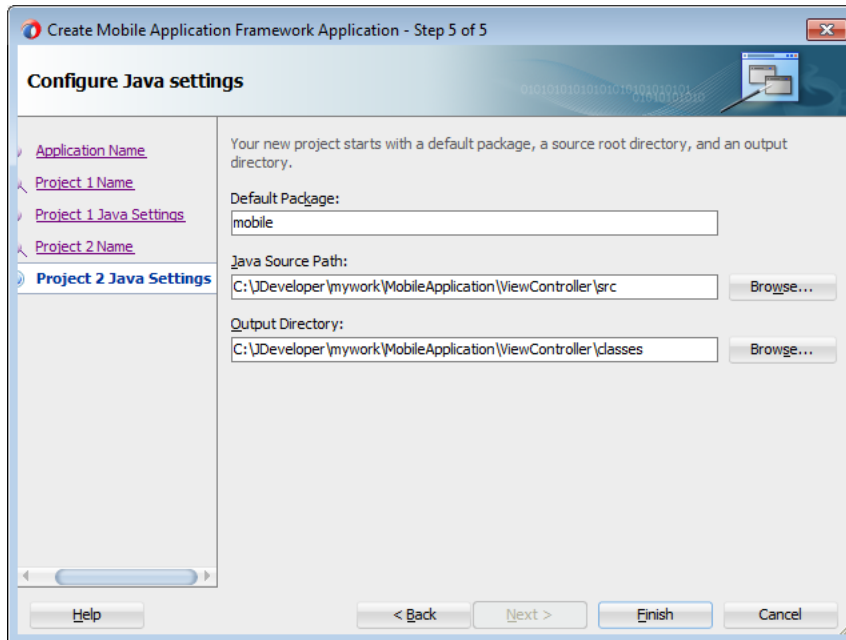 Create Mobile Application Framework Application - Step 5 of 5
Configure Java settings
Application Name
Project 1 Name
Project 1 Java Settings
Project 2 Name
Project 2 Java Settings
Your new project starts with a default package, a source root directory, and an output
directory.
Default Package:
mobile
Java Source Path:
C:\JDeveloper\mywork\MobileApplication\ViewController\src
Browse...
Output Directory:
C:\JDeveloper\mywork\MobileApplication\ViewController\classes
Browse...
Help
< Back
Next >
Finish
Cancel